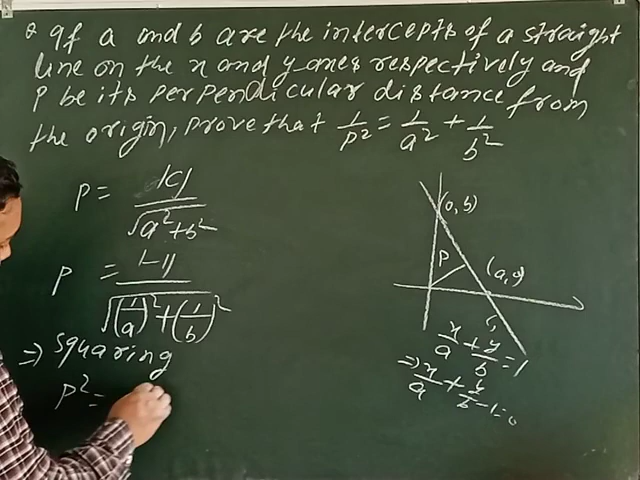 Q If a and b are the intercepts of a straight
line on the x and y-axes respectively and
P be its perpendicular distance from
the origin, prove that 1/P² = 1/a² + 1/b²
P = |c| / √a²+b²
P = |-1| / √(1/a)²+(1/b)²
⇒ squaring
P² =
(0, b)
P
(a, 0)
x/a + y/b = 1
⇒ x/a + y/b - 1 = 0